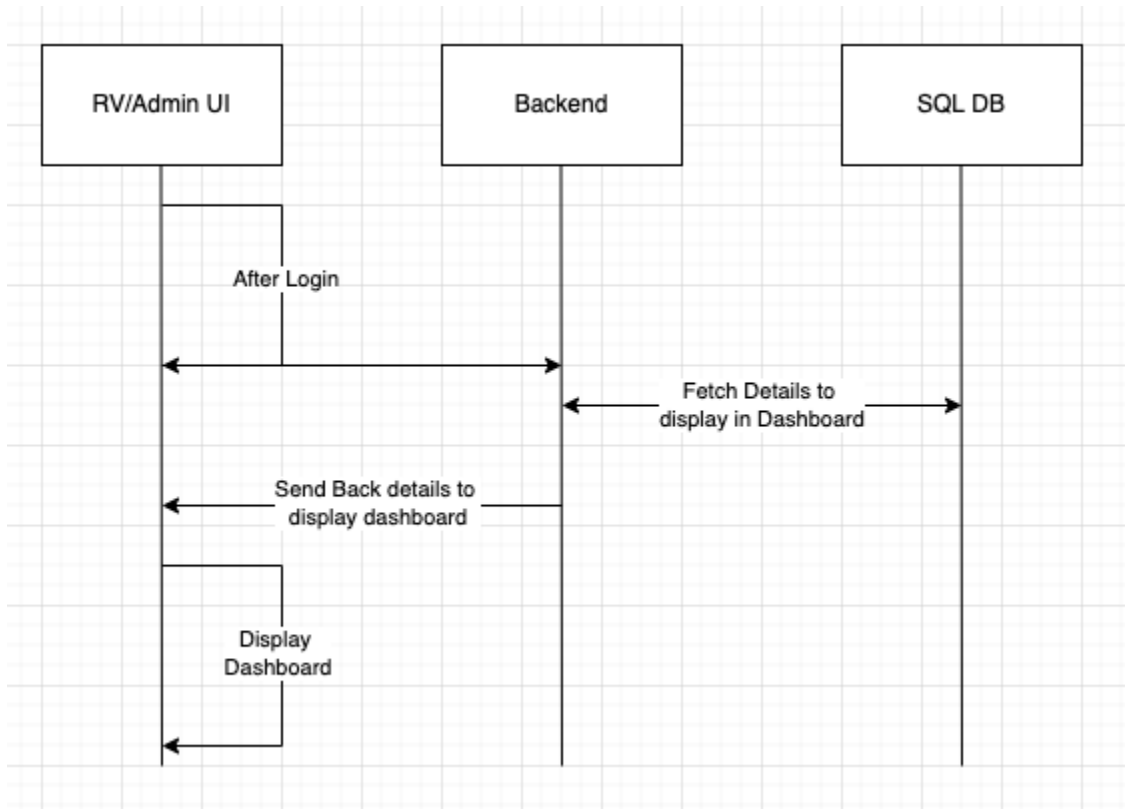 RV/Admin UI
Backend
SQL DB
After Login
Fetch Details to
display in Dashboard
Send Back details to
display dashboard
Display
Dashboard